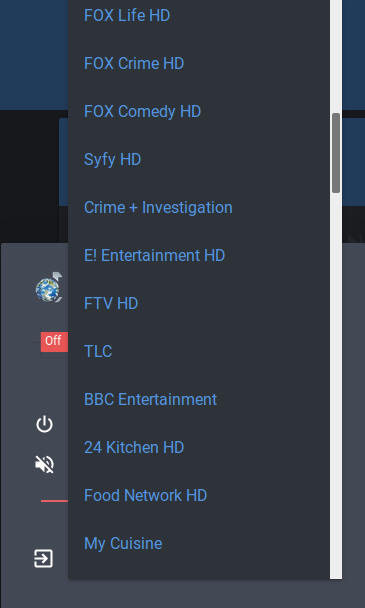 FOX Life HD
FOX Crime HD
FOX Comedy HD
Syfy HD
Crime + Investigation
E! Entertainment HD
FTV HD
Off
TLC
BBC Entertainment
24 Kitchen HD
Food Network HD
My Cuisine